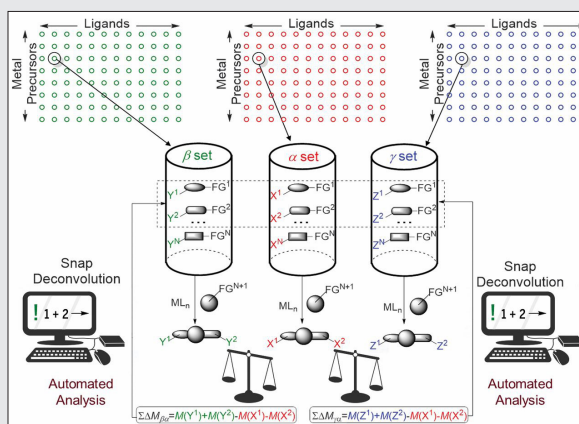 Ligands
Ligands
Ligands
Metal
Precursors
Metal
Precursors
Metal
Precursors
β set
α set
γ set
Y¹ FG¹
X¹ FG¹
Z¹ FG¹
Y² FG²
X² FG²
Z² FG²
...
...
...
Yᴺ FGᴺ
Xᴺ FGᴺ
Zᴺ FGᴺ
Snap
Deconvolution
! 1 + 2
Automated
Analysis
MLₙ FGᴺ⁺¹
MLₙ FGᴺ⁺¹
MLₙ FGᴺ⁺¹
Y¹ Y²
X¹ X²
Z¹ Z²
Snap
Deconvolution
! 1 + 2
Automated
Analysis
ΣΔM_βα=M(Y¹)+M(Y²)-M(X¹)-M(X²)
ΣΔM_γα=M(Z¹)+M(Z²)-M(X¹)-M(X²)